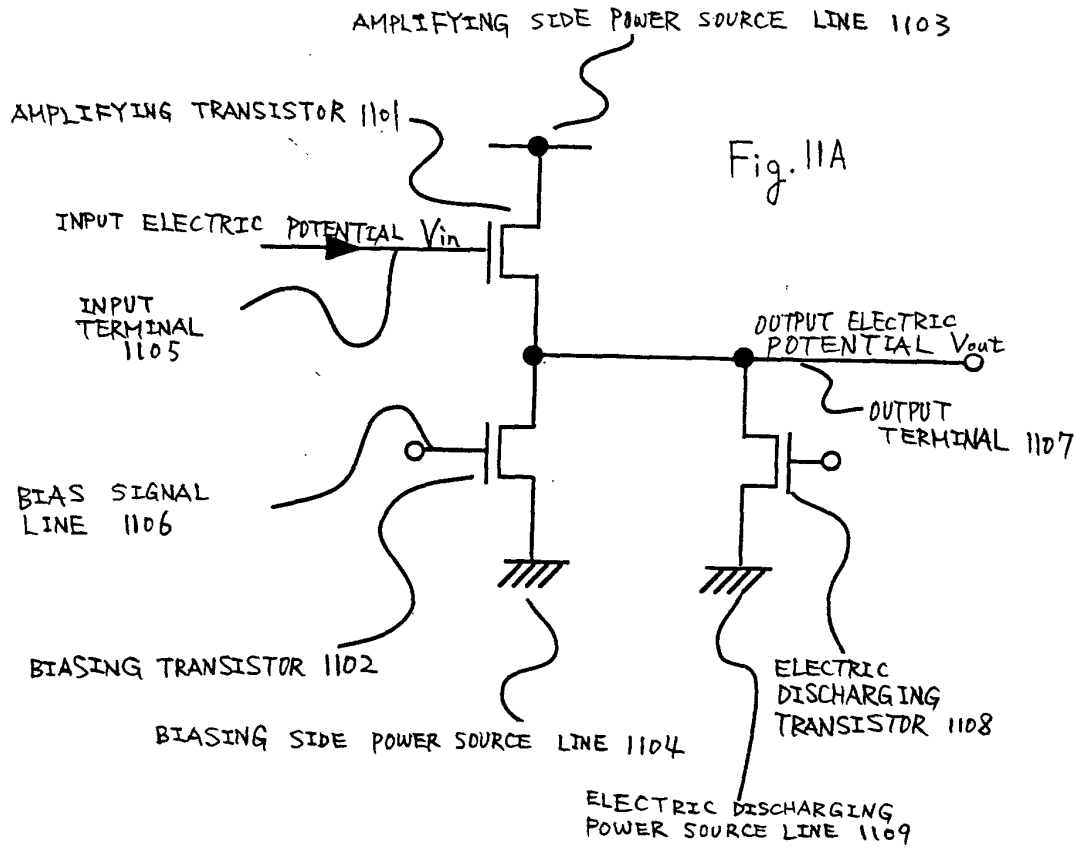 AMPLIFYING SIDE POWER SOURCE LINE 1103
AMPLIFYING TRANSISTOR 1101
Fig.11A
INPUT ELECTRIC POTENTIAL Vin
INPUT
TERMINAL
1105
OUTPUT ELECTRIC
POTENTIAL Vout
OUTPUT
TERMINAL 1107
BIAS SIGNAL
LINE 1106
BIASING TRANSISTOR 1102
ELECTRIC
DISCHARGING
TRANSISTOR 1108
BIASING SIDE POWER SOURCE LINE 1104
ELECTRIC DISCHARGING
POWER SOURCE LINE 1109